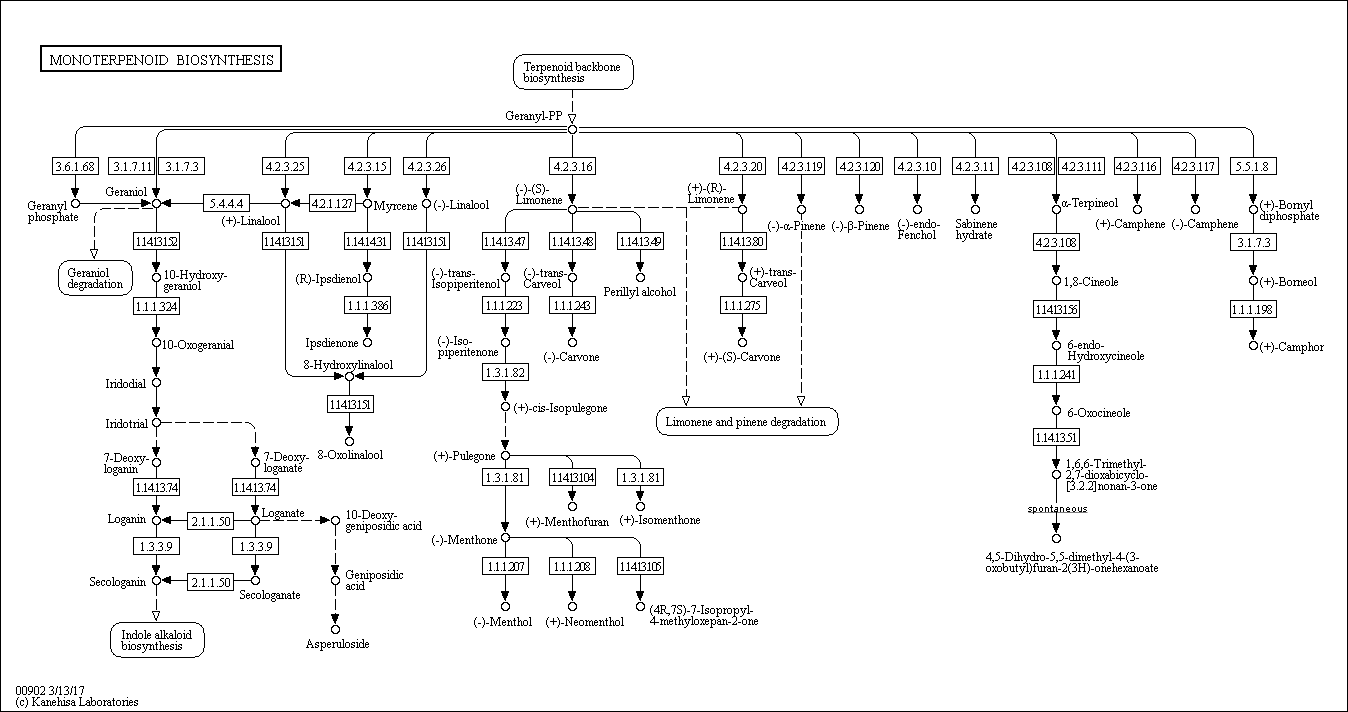 MONOTERPENOID BIOSYNTHESIS
Terpenoid backbone
biosynthesis
Geranyl-PP
3.6.1.68
3.1.7.11
3.1.7.3
4.2.3.25
4.2.3.15
4.2.3.26
4.2.3.16
4.2.3.20
4.2.3.119
4.2.3.120
4.2.3.10
4.2.3.11
4.2.3.108
4.2.3.111
4.2.3.116
4.2.3.117
5.5.1.8
Geranyl
phosphate
Geraniol
5.4.4.4
(+)-Linalool
4.2.1.127
Myrcene
(-)-Linalool
(-)-(S)-
Limonene
(+)-(R)-
Limonene
(-)-α-Pinene
(-)-β-Pinene
(-)-endo-
Fenchol
Sabinene
hydrate
α-Terpineol
(+)-Camphene
(-)-Camphene
(+)-Bornyl
diphosphate
1.14.13.152
1.14.13.151
1.14.14.31
1.14.13.151
1.14.13.47
1.14.13.48
1.14.13.49
1.14.13.80
4.2.3.108
3.1.7.3
Geraniol
degradation
10-Hydroxy-
geraniol
(R)-Ipsdienol
(-)-trans-
Isopiperitenol
(-)-trans-
Carveol
Perillyl alcohol
(+)-trans-
Carveol
1,8-Cineole
(+)-Borneol
1.1.1.324
1.1.1.386
1.1.1.223
1.1.1.243
1.1.1.275
1.14.13.156
1.1.1.198
10-Oxogeranial
Ipsdienone
(-)-Iso-
piperitenone
(-)-Carvone
(+)-(S)-Carvone
6-endo-
Hydroxycineole
(+)-Camphor
8-Hydroxylinalool
1.3.1.82
1.1.1.241
Iridodial
1.14.13.151
(+)-cis-Isopulegone
Limonene and pinene degradation
6-Oxocineole
Iridotrial
8-Oxolinalool
1.14.13.51
7-Deoxy-
loganin
7-Deoxy-
loganate
(+)-Pulegone
1,6,6-Trimethyl-
2,7-dioxabicyclo-
[3.2.2]nonan-3-one
1.14.13.74
1.14.13.74
1.3.1.81
1.14.13.104
1.3.1.81
spontaneous
Loganin
2.1.1.50
Loganate
10-Deoxy-
geniposidic acid
(+)-Menthofuran
(+)-Isomenthone
1.3.3.9
1.3.3.9
(-)-Menthone
4,5-Dihydro-5,5-dimethyl-4-(3-
oxobutyl)furan-2(3H)-onehexanoate
1.1.1.207
1.1.1.208
1.14.13.105
Secologanin
2.1.1.50
Secologanate
Geniposidic
acid
(-)-Menthol
(+)-Neomenthol
(4R,7S)-7-Isopropyl-
4-methyloxepan-2-one
Indole alkaloid
biosynthesis
Asperuloside
00902 3/13/17
(c) Kanehisa Laboratories